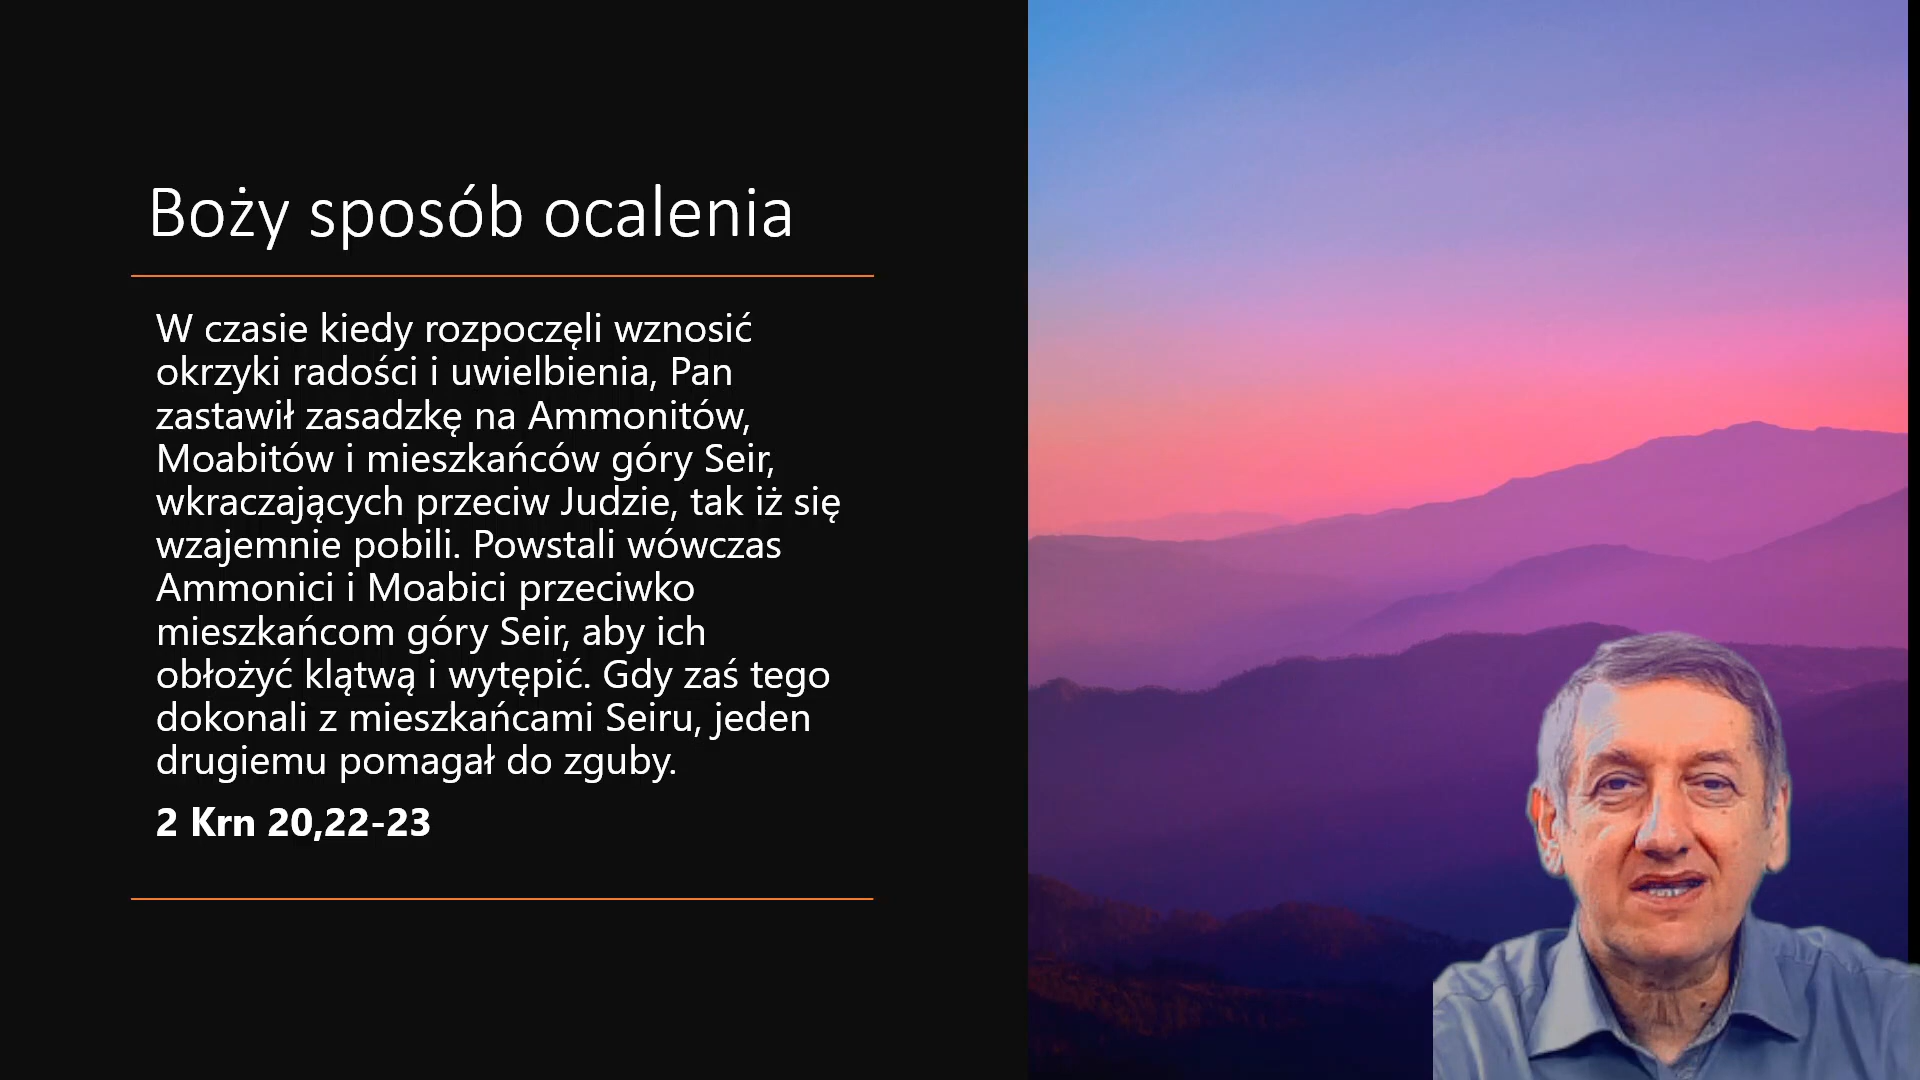 Boży sposób ocalenia
W czasie kiedy rozpoczęli wznosić
okrzyki radości i uwielbienia, Pan
zastawił zasadzkę na Ammonitów,
Moabitów i mieszkańców góry Seir,
wkraczających przeciw Judzie, tak iż się
wzajemnie pobili. Powstali wówczas
Ammonici i Moabici przeciwko
mieszkańcom góry Seir, aby ich
obłożyć klątwą i wytępić. Gdy zaś tego
dokonali z mieszkańcami Seiru, jeden
drugiemu pomagał do zguby.
2 Krn 20,22-23